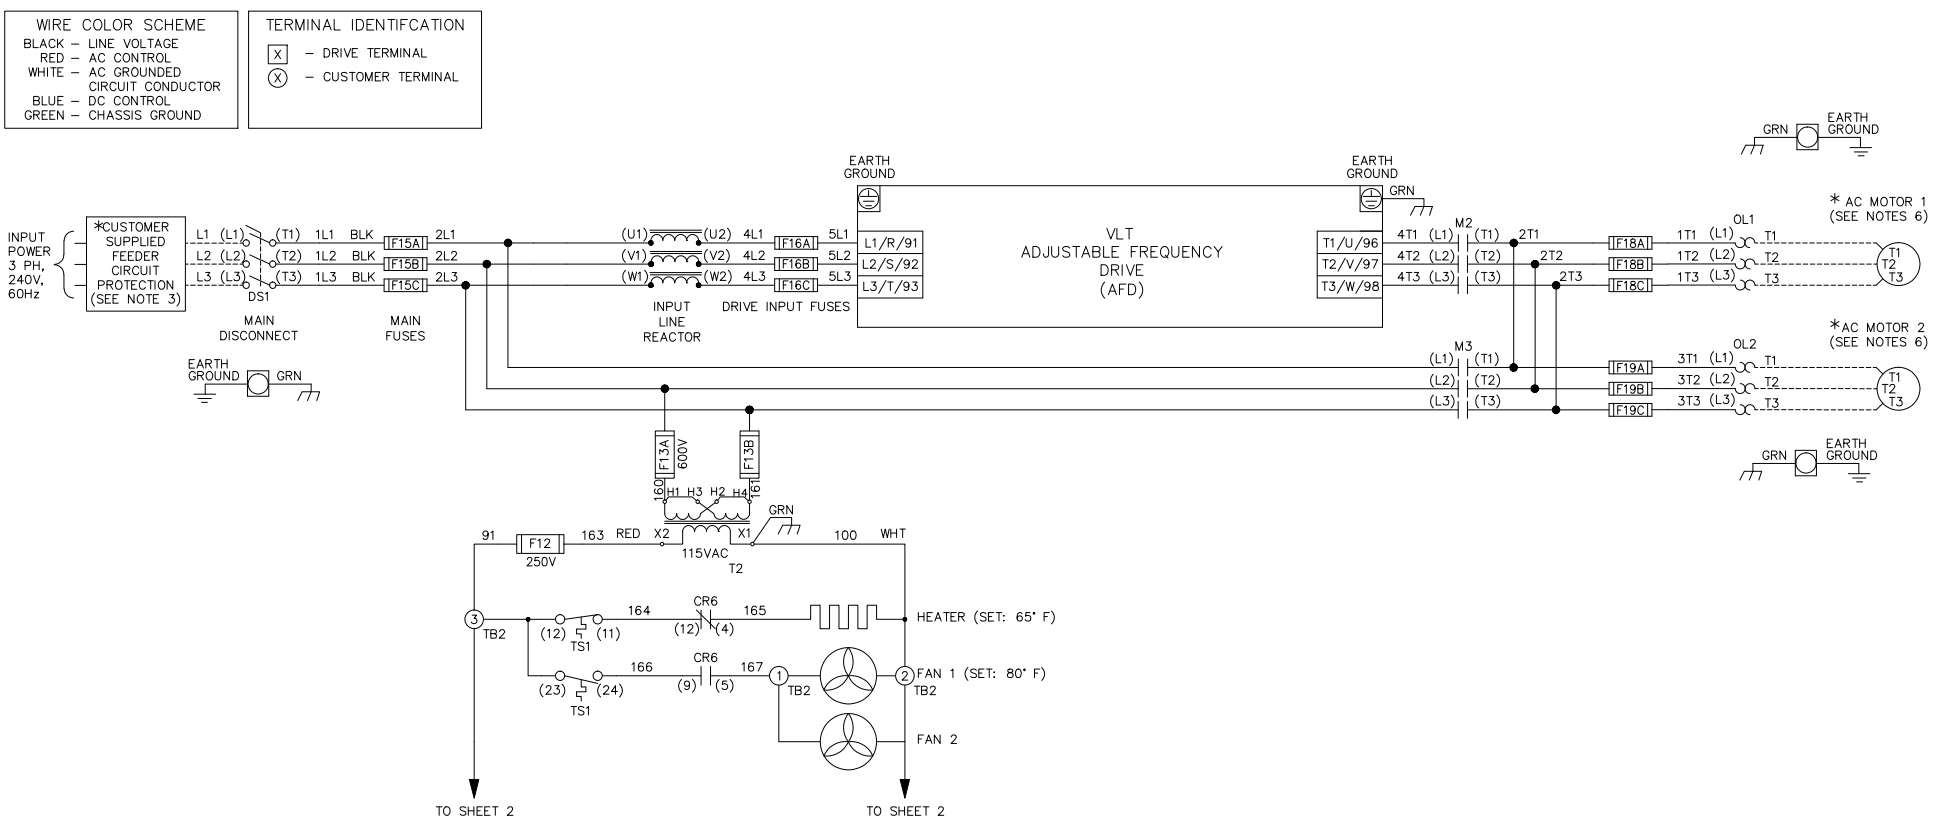 WIRE COLOR SCHEME
BLACK – LINE VOLTAGE
RED – AC CONTROL
WHITE – AC GROUNDED
CIRCUIT CONDUCTOR
BLUE – DC CONTROL
GREEN – CHASSIS GROUND
TERMINAL IDENTIFCATION
X – DRIVE TERMINAL
X – CUSTOMER TERMINAL
GRN
EARTH
GROUND
INPUT
POWER
3 PH,
240V,
60Hz
*CUSTOMER
SUPPLIED
FEEDER
CIRCUIT
PROTECTION
(SEE NOTE 3)
L1 (L1) (T1) 1L1 BLK F15A 2L1
L2 (L2) (T2) 1L2 BLK F15B 2L2
L3 (L3) (T3) 1L3 BLK F15C 2L3
DS1
MAIN
DISCONNECT
MAIN
FUSES
EARTH
GROUND
GRN
(U1) (U2) 4L1 F16A 5L1
(V1) (V2) 4L2 F16B 5L2
(W1) (W2) 4L3 F16C 5L3
INPUT
LINE
REACTOR
DRIVE INPUT FUSES
EARTH
GROUND
L1/R/91
L2/S/92
L3/T/93
VLT
ADJUSTABLE FREQUENCY
DRIVE
(AFD)
EARTH
GROUND
GRN
T1/U/96
T2/V/97
T3/W/98
M2
4T1 (L1) (T1) 2T1
4T2 (L2) (T2) 2T2
4T3 (L3) (T3) 2T3
F18A 1T1 (L1) T1
F18B 1T2 (L2) T2
F18C 1T3 (L3) T3
OL1
* AC MOTOR 1
(SEE NOTES 6)
T1
T2
T3
M3
(L1) (T1)
(L2) (T2)
(L3) (T3)
F19A 3T1 (L1) T1
F19B 3T2 (L2) T2
F19C 3T3 (L3) T3
OL2
*AC MOTOR 2
(SEE NOTES 6)
T1
T2
T3
GRN
EARTH
GROUND
F13A
600V
F13B
160
161
H1 H3 H2 H4
GRN
91 F12 163 RED X2 X1 100 WHT
250V
115VAC
T2
3
TB2
(12) (11)
TS1
164
CR6
(12) (4)
165
HEATER (SET: 65° F)
(23) (24)
TS1
166
CR6
(9) (5)
167
1
TB2
2
TB2
FAN 1 (SET: 80° F)
FAN 2
TO SHEET 2
TO SHEET 2